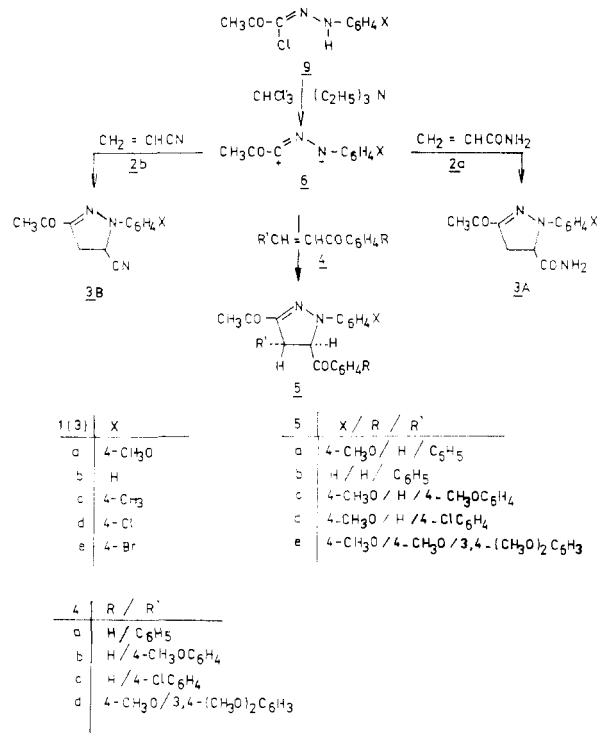 CH₃CO-C N N-C₆H₄X
Cl H
9
CHCl₃ (C₂H₅)₃N
CH₂ = CHCN CH₃CO-C N N-C₆H₄X CH₂ = CHCONH₂
2b + - 2a
6
CH₃CO N N-C₆H₄X R'CH=CHCOC₆H₄R CH₃CO N N-C₆H₄X
CN 4 CONH₂
3B 3A
CH₃CO N N-C₆H₄X
R' H
H COC₆H₄R
5
1(3) X
a 4-CH₃O
b H
c 4-CH₃
d 4-Cl
e 4-Br
5 X / R / R'
a 4-CH₃O / H / C₅H₅
b H / H / C₆H₅
c 4-CH₃O / H / 4-CH₃OC₆H₄
d 4-CH₃O / H / 4-ClC₆H₄
e 4-CH₃O / 4-CH₃O / 3,4-(CH₃O)₂C₆H₃
4 R / R'
a H / C₆H₅
b H / 4-CH₃OC₆H₄
c H / 4-ClC₆H₄
d 4-CH₃O / 3,4-(CH₃O)₂C₆H₃